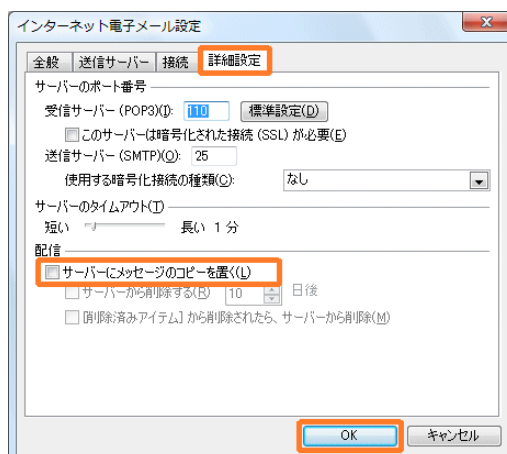 インターネット電子メール設定
全般 送信サーバー 接続 詳細設定
サーバーのポート番号
受信サーバー (POP3)(I): 110 標準設定(D)
このサーバーは暗号化された接続 (SSL) が必要(E)
送信サーバー (SMTP)(O): 25
使用する暗号化接続の種類(C): なし
サーバーのタイムアウト(T)
短い 長い 1 分
配信
サーバーにメッセージのコピーを置く(L)
サーバーから削除する(R) 10 日後
[削除済みアイテム] から削除されたら、サーバーから削除(M)
OK キャンセル